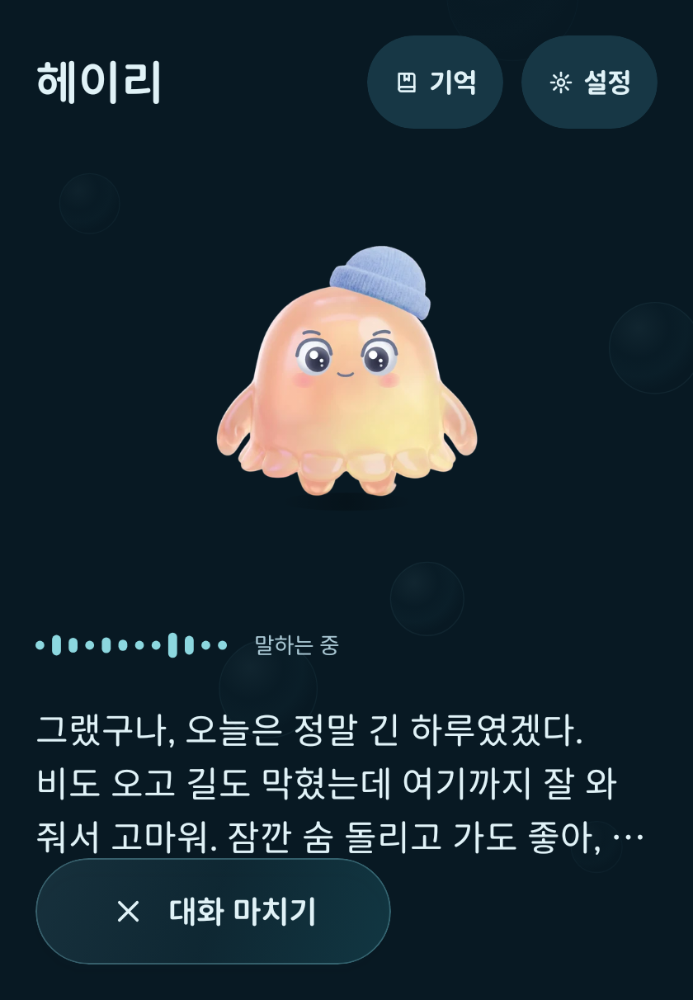 헤이리
기억
설정
말하는 중
그랬구나, 오늘은 정말 긴 하루였겠다.
비도 오고 길도 막혔는데 여기까지 잘 와
줘서 고마워. 잠깐 숨 돌리고 가도 좋아, …
대화 마치기